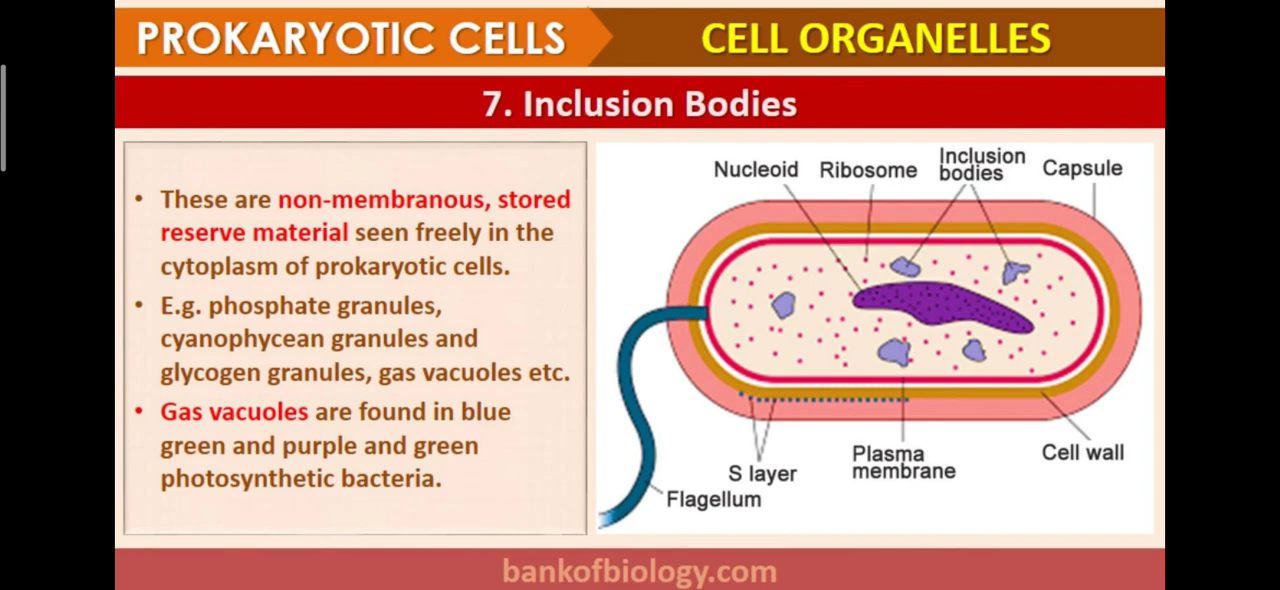 PROKARYOTIC CELLS
CELL ORGANELLES
7. Inclusion Bodies
• These are non-membranous, stored
reserve material seen freely in the
cytoplasm of prokaryotic cells.
• E.g. phosphate granules,
cyanophycean granules and
glycogen granules, gas vacuoles etc.
• Gas vacuoles are found in blue
green and purple and green
photosynthetic bacteria.
Nucleoid
Ribosome
Inclusion
bodies
Capsule
S layer
Flagellum
Plasma
membrane
Cell wall
bankofbiology.com